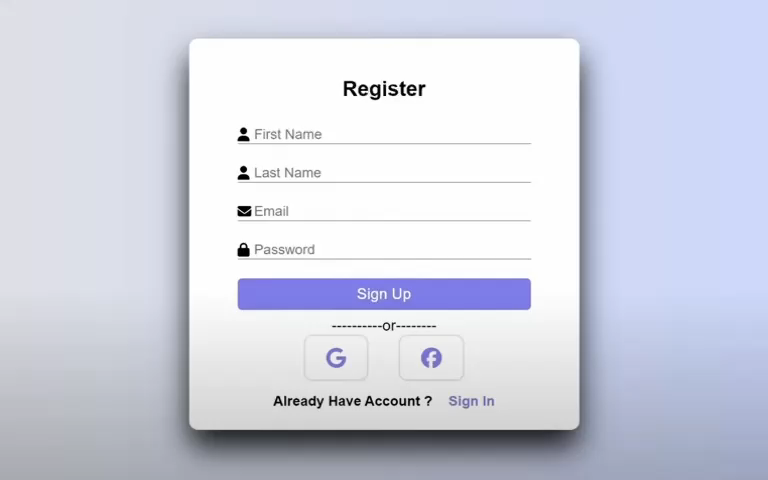 Register
First Name
Last Name
Email
Password
Sign Up
----------or--------
Already Have Account ? Sign In